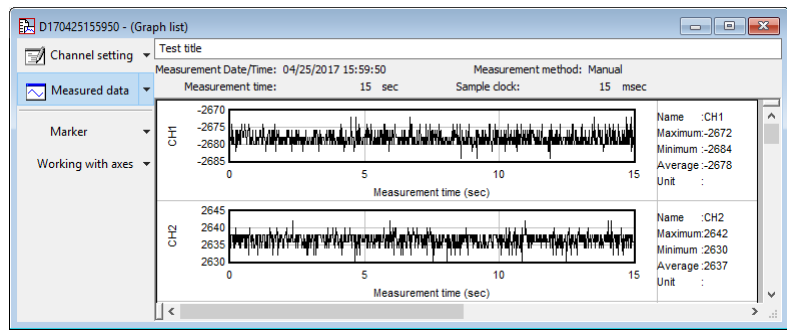 D170425155950 - (Graph list)
Channel setting
Measured data
Marker
Working with axes
Test title
Measurement Date/Time: 04/25/2017 15:59:50 Measurement method: Manual
Measurement time: 15 sec Sample clock: 15 msec
CH1
-2670
-2675
-2680
-2685
0 5 10 15
Measurement time (sec)
Name :CH1
Maximum:-2672
Minimum :-2684
Average :-2678
Unit :
CH2
2645
2640
2635
2630
0 5 10 15
Measurement time (sec)
Name :CH2
Maximum:2642
Minimum :2630
Average :2637
Unit :